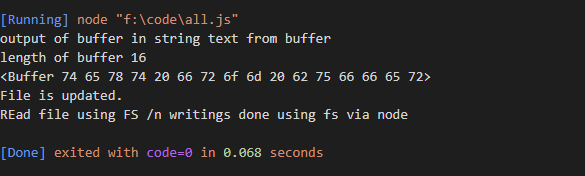 [Running] node "f:\code\all.js"
output of buffer in string text from buffer
length of buffer 16
<Buffer 74 65 78 74 20 66 72 6f 6d 20 62 75 66 66 65 72>
File is updated.
REad file using FS /n writings done using fs via node
[Done] exited with code=0 in 0.068 seconds